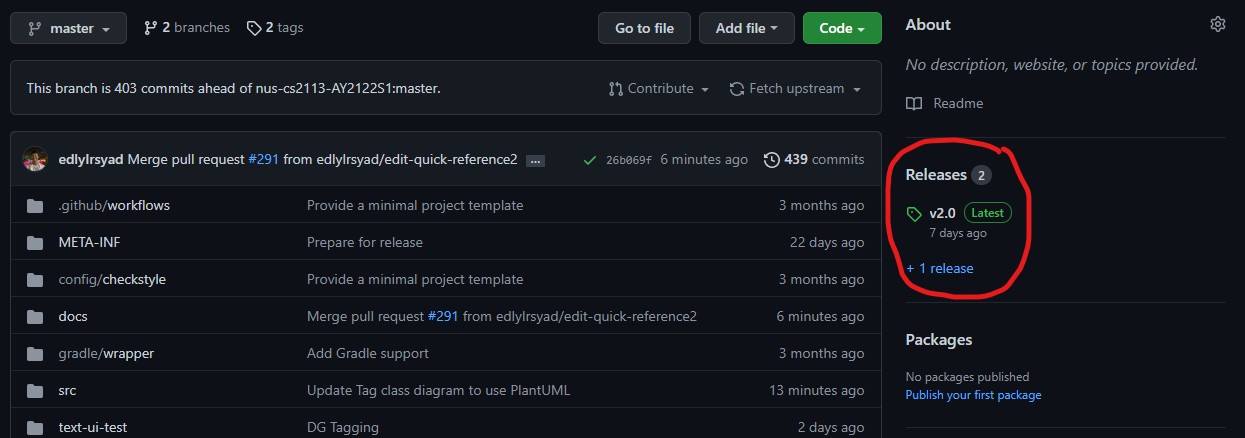 master
2 branches
2 tags
Go to file
Add file
Code
This branch is 403 commits ahead of nus-cs2113-AY2122S1:master.
Contribute
Fetch upstream
edlylrsyad Merge pull request #291 from edlylrsyad/edit-quick-reference2 ...
26b069f 6 minutes ago
439 commits
.github/workflows Provide a minimal project template 3 months ago
META-INF Prepare for release 22 days ago
config/checkstyle Provide a minimal project template 3 months ago
docs Merge pull request #291 from edlylrsyad/edit-quick-reference2 6 minutes ago
gradle/wrapper Add Gradle support 3 months ago
src Update Tag class diagram to use PlantUML 13 minutes ago
text-ui-test DG Tagging 2 days ago
About
No description, website, or topics provided.
Readme
Releases 2
v2.0 Latest
7 days ago
+ 1 release
Packages
No packages published
Publish your first package